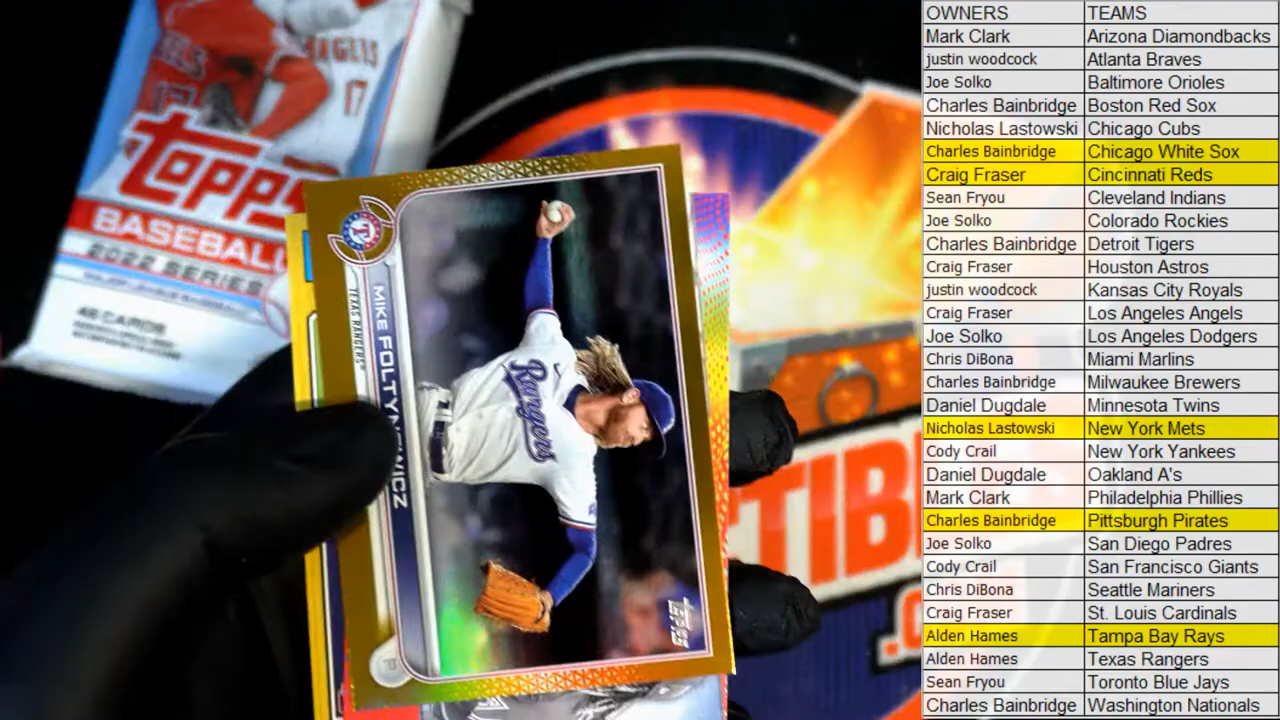 ANGELS
17
TOPPS
BASEBALL
2022 SERIES
48 CARDS
MIKE FOLTYNEWICZ
TEXAS RANGERS
Rangers
TOPPS
P
TIB
OWNERS TEAMS
Mark Clark Arizona Diamondbacks
justin woodcock Atlanta Braves
Joe Solko Baltimore Orioles
Charles Bainbridge Boston Red Sox
Nicholas Lastowski Chicago Cubs
Charles Bainbridge Chicago White Sox
Craig Fraser Cincinnati Reds
Sean Fryou Cleveland Indians
Joe Solko Colorado Rockies
Charles Bainbridge Detroit Tigers
Craig Fraser Houston Astros
justin woodcock Kansas City Royals
Craig Fraser Los Angeles Angels
Joe Solko Los Angeles Dodgers
Chris DiBona Miami Marlins
Charles Bainbridge Milwaukee Brewers
Daniel Dugdale Minnesota Twins
Nicholas Lastowski New York Mets
Cody Crail New York Yankees
Daniel Dugdale Oakland A's
Mark Clark Philadelphia Phillies
Charles Bainbridge Pittsburgh Pirates
Joe Solko San Diego Padres
Cody Crail San Francisco Giants
Chris DiBona Seattle Mariners
Craig Fraser St. Louis Cardinals
Alden Hames Tampa Bay Rays
Alden Hames Texas Rangers
Sean Fryou Toronto Blue Jays
Charles Bainbridge Washington Nationals